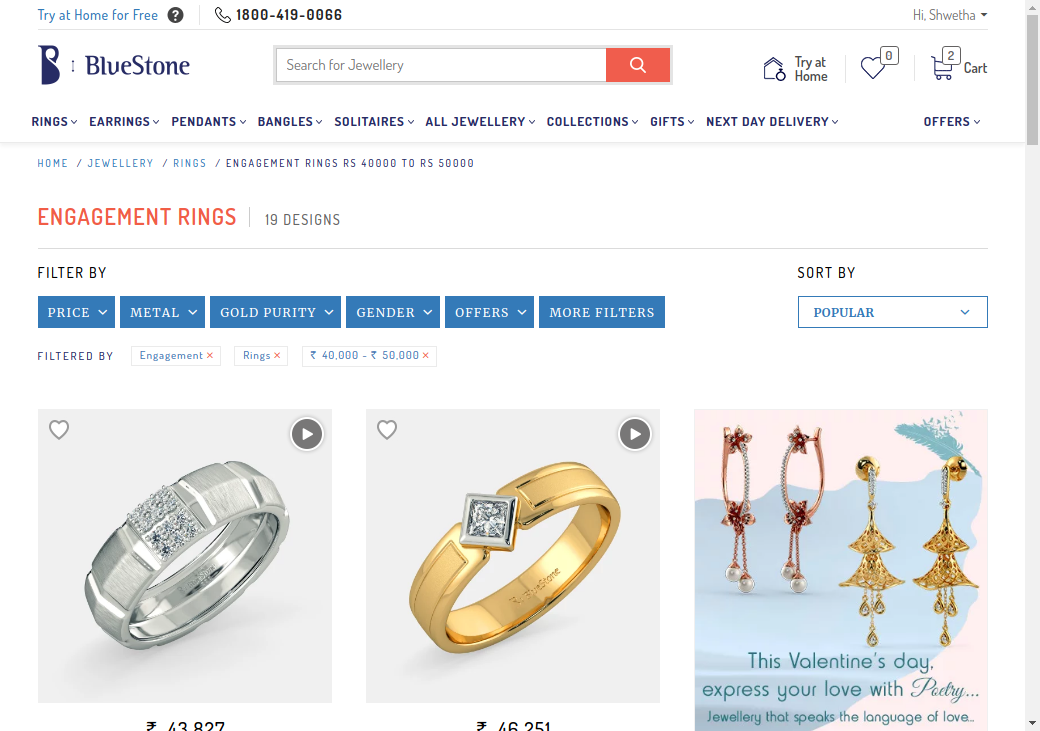 Try at Home for Free ? 1800-419-0066 Hi, Shwetha
BlueStone
Search for Jewellery
Try at Home
0
2
Cart
RINGS EARRINGS PENDANTS BANGLES SOLITAIRES ALL JEWELLERY COLLECTIONS GIFTS NEXT DAY DELIVERY OFFERS
HOME / JEWELLERY / RINGS / ENGAGEMENT RINGS RS 40000 TO RS 50000
ENGAGEMENT RINGS 19 DESIGNS
FILTER BY SORT BY
PRICE METAL GOLD PURITY GENDER OFFERS MORE FILTERS POPULAR
FILTERED BY Engagement × Rings × ₹ 40,000 - ₹ 50,000 ×
BlueStone
This Valentine's day,
express your love with Poetry...
Jewellery that speaks the language of love...
₹ 43,827 ₹ 46,251